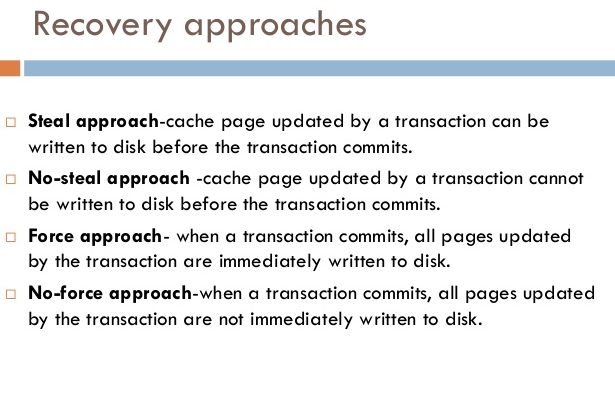 Recovery approaches
Steal approach-cache page updated by a transaction can be
written to disk before the transaction commits.
No-steal approach -cache page updated by a transaction cannot
be written to disk before the transaction commits.
Force approach- when a transaction commits, all pages updated
by the transaction are immediately written to disk.
No-force approach-when a transaction commits, all pages updated
by the transaction are not immediately written to disk.